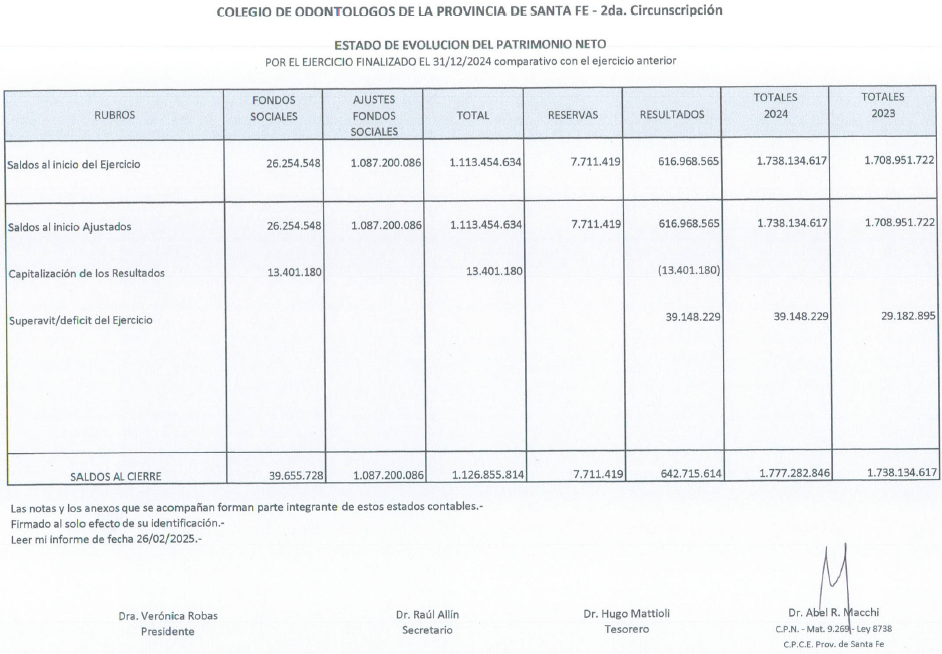 COLEGIO DE ODONTOLOGOS DE LA PROVINCIA DE SANTA FE - 2da. Circunscripción
ESTADO DE EVOLUCION DEL PATRIMONIO NETO
POR EL EJERCICIO FINALIZADO EL 31/12/2024 comparativo con el ejercicio anterior
RUBROS FONDOS SOCIALES AJUSTES FONDOS SOCIALES TOTAL RESERVAS RESULTADOS TOTALES 2024 TOTALES 2023
Saldos al inicio del Ejercicio 26.254.548 1.087.200.086 1.113.454.634 7.711.419 616.968.565 1.738.134.617 1.708.951.722
Saldos al inicio Ajustados 26.254.548 1.087.200.086 1.113.454.634 7.711.419 616.968.565 1.738.134.617 1.708.951.722
Capitalización de los Resultados 13.401.180 13.401.180 (13.401.180)
Superavit/deficit del Ejercicio 39.148.229 39.148.229 29.182.895
SALDOS AL CIERRE 39.655.728 1.087.200.086 1.126.855.814 7.711.419 642.715.614 1.777.282.846 1.738.134.617
Las notas y los anexos que se acompañan forman parte integrante de estos estados contables.-
Firmado al solo efecto de su identificación.-
Leer mi informe de fecha 26/02/2025.-
Dra. Verónica Robas Dr. Raúl Allín Dr. Hugo Mattioli Dr. Abel R. Macchi
Presidente Secretario Tesorero C.P.N. - Mat. 9.269 - Ley 8738
C.P.C.E. Prov. de Santa Fe